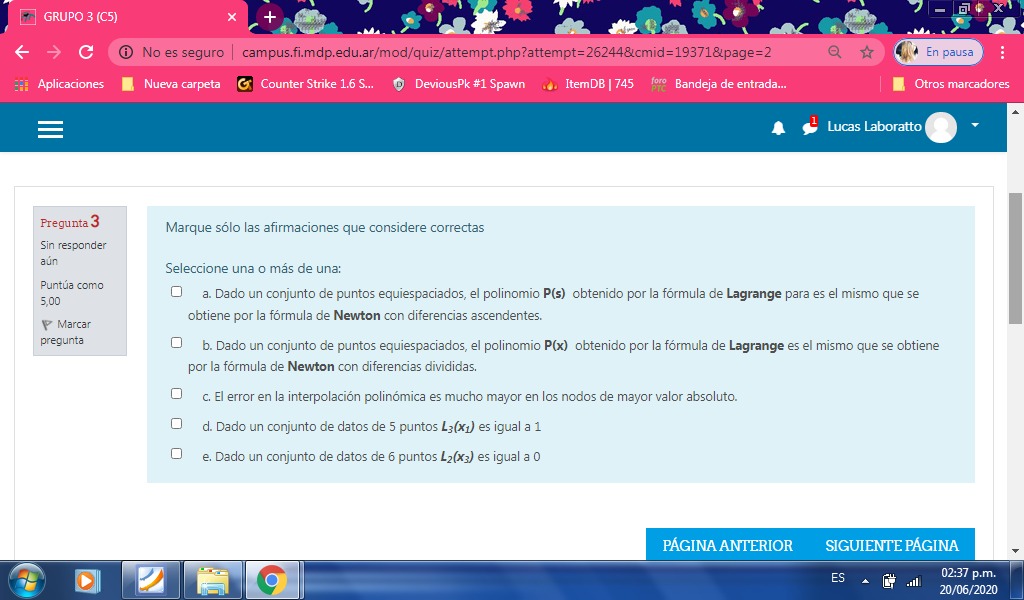 GRUPO 3 (C5)
No es seguro | campus.fi.mdp.edu.ar/mod/quiz/attempt.php?attempt=26244&cmid=19371&page=2
En pausa
Aplicaciones Nueva carpeta Counter Strike 1.6 S... DeviousPk #1 Spawn ItemDB | 745 Bandeja de entrada... Otros marcadores
1 Lucas Laboratto
Pregunta 3
Sin responder
aún
Puntúa como
5,00
Marcar
pregunta
Marque sólo las afirmaciones que considere correctas
Seleccione una o más de una:
a. Dado un conjunto de puntos equiespaciados, el polinomio P(s) obtenido por la fórmula de Lagrange para es el mismo que se
obtiene por la fórmula de Newton con diferencias ascendentes.
b. Dado un conjunto de puntos equiespaciados, el polinomio P(x) obtenido por la fórmula de Lagrange es el mismo que se obtiene
por la fórmula de Newton con diferencias divididas.
c. El error en la interpolación polinómica es mucho mayor en los nodos de mayor valor absoluto.
d. Dado un conjunto de datos de 5 puntos L₃(x₁) es igual a 1
e. Dado un conjunto de datos de 6 puntos L₂(x₃) es igual a 0
PÁGINA ANTERIOR SIGUIENTE PÁGINA
ES
02:37 p.m.
20/06/2020